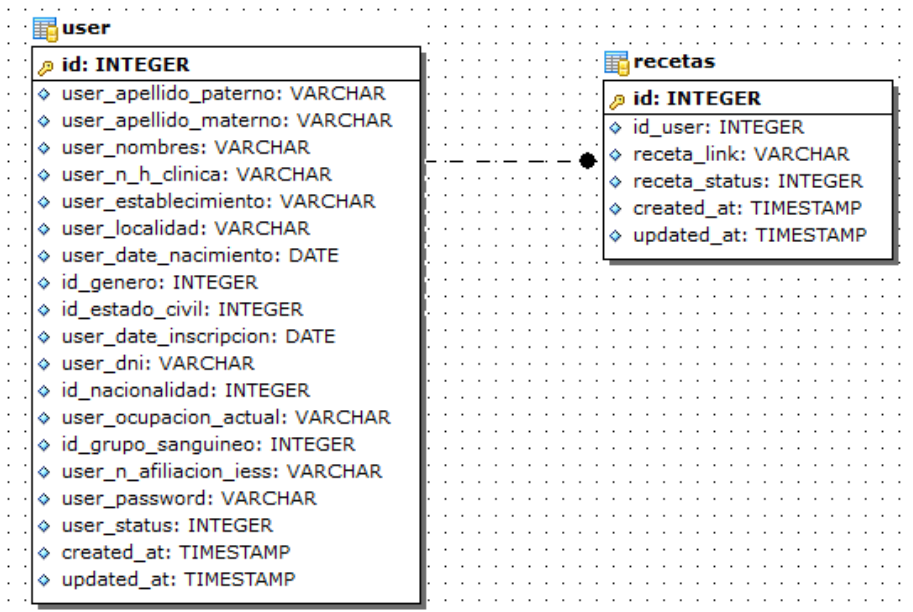 user
id: INTEGER
user_apellido_paterno: VARCHAR
user_apellido_materno: VARCHAR
user_nombres: VARCHAR
user_n_h_clinica: VARCHAR
user_establecimiento: VARCHAR
user_localidad: VARCHAR
user_date_nacimiento: DATE
id_genero: INTEGER
id_estado_civil: INTEGER
user_date_inscripcion: DATE
user_dni: VARCHAR
id_nacionalidad: INTEGER
user_ocupacion_actual: VARCHAR
id_grupo_sanguineo: INTEGER
user_n_afiliacion_iess: VARCHAR
user_password: VARCHAR
user_status: INTEGER
created_at: TIMESTAMP
updated_at: TIMESTAMP
recetas
id: INTEGER
id_user: INTEGER
receta_link: VARCHAR
receta_status: INTEGER
created_at: TIMESTAMP
updated_at: TIMESTAMP